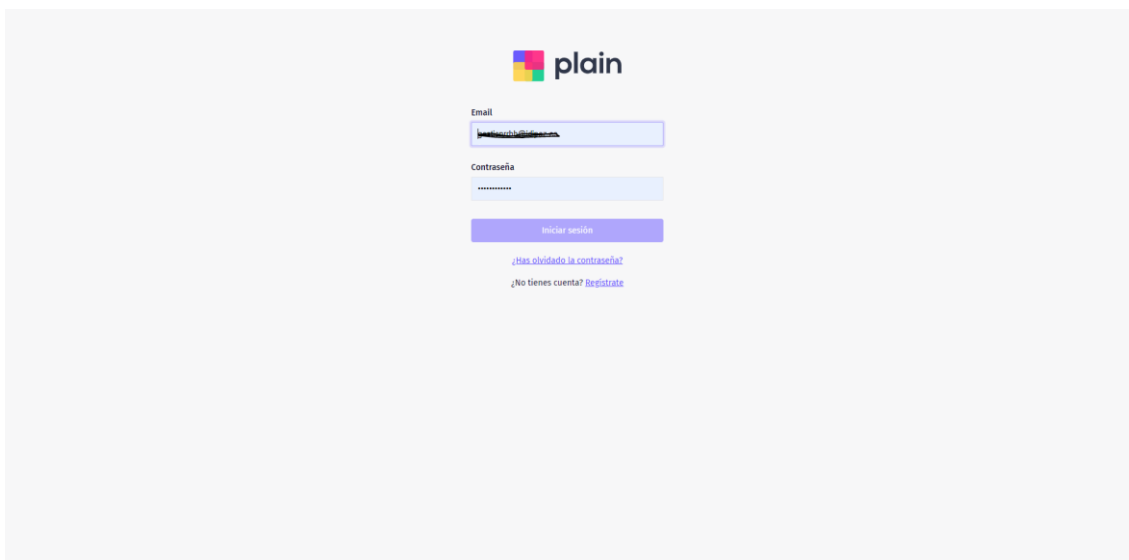 plain
Email
Contraseña
••••••••••••
Iniciar sesión
¿Has olvidado la contraseña?
¿No tienes cuenta? Regístrate